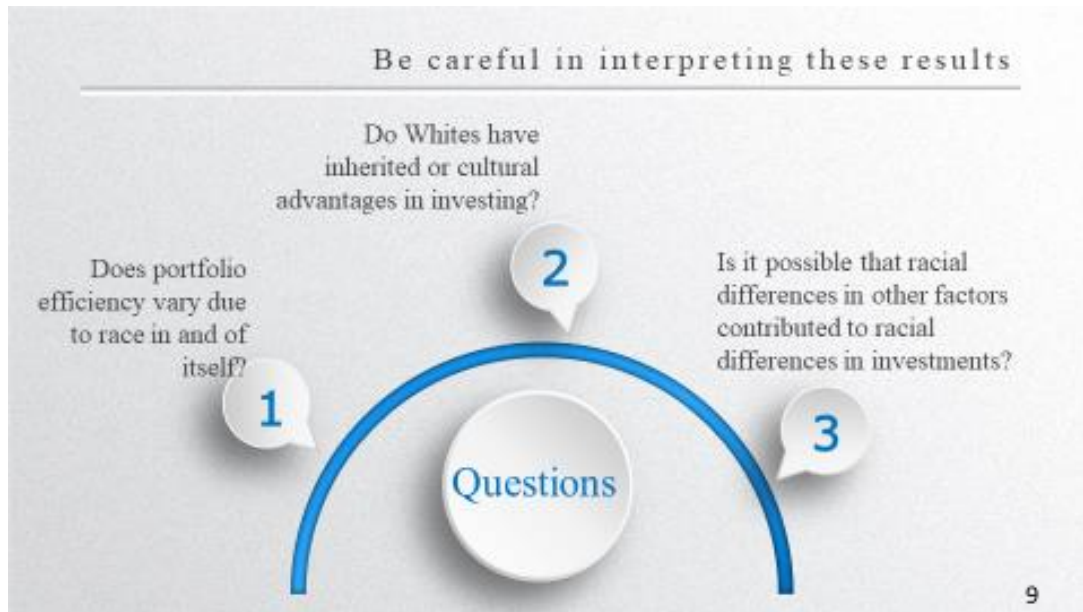 Be careful in interpreting these results
Do Whites have
inherited or cultural
advantages in investing?
2
Does portfolio
efficiency vary due
to race in and of
itself?
1
Is it possible that racial
differences in other factors
contributed to racial
differences in investments?
3
Questions
9